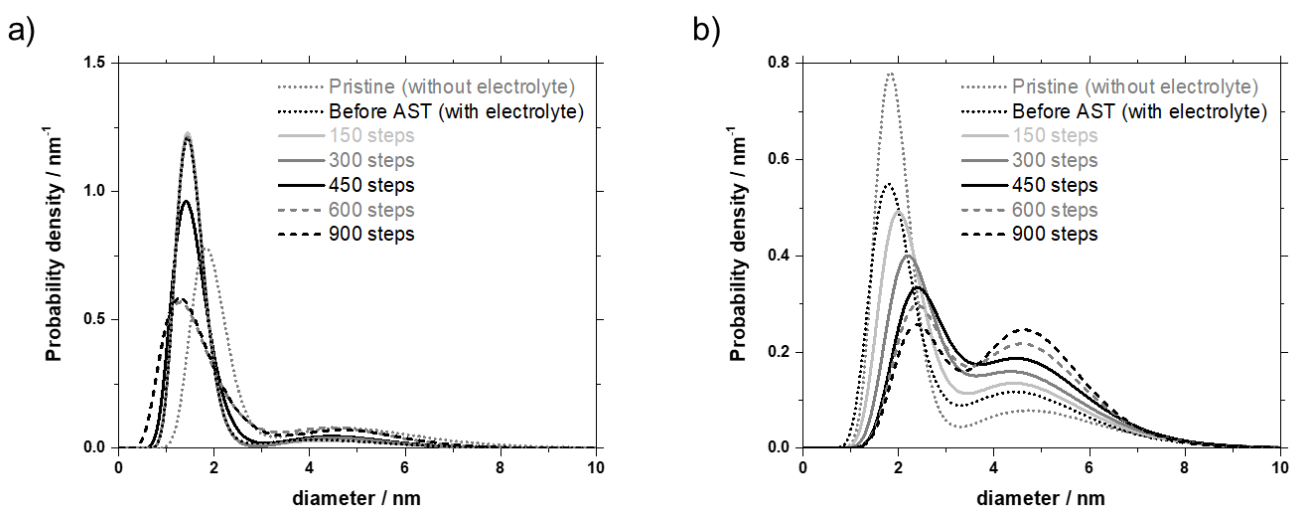 a)
1.5
1.0
0.5
0.0
Probability density / nm-1
Pristine (without electrolyte)
Before AST (with electrolyte)
150 steps
300 steps
450 steps
600 steps
900 steps
0 2 4 6 8 10
diameter / nm
b)
0.8
0.6
0.4
0.2
0.0
Probability density / nm-1
Pristine (without electrolyte)
Before AST (with electrolyte)
150 steps
300 steps
450 steps
600 steps
900 steps
0 2 4 6 8 10
diameter / nm